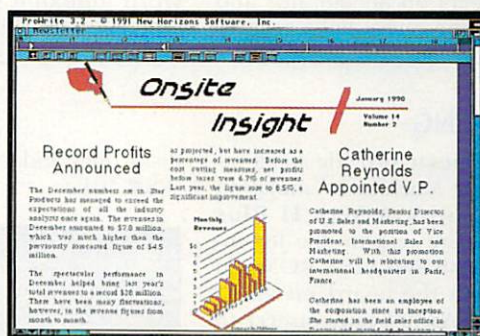 ProWrite 3.2 - © 1991 New Horizons Software, Inc.
Newsletter
Onsite
Insight
January 1990
Volume 14
Number 2
Record Profits
Announced
The December numbers are in. Star
Products has managed to exceed the
expectations of all the industry
analysts once again. The revenues in
December amounted to $7.8 million,
which was much higher than the
previously forecasted figure of $4.5
million.
The spectacular performance in
December helped bring last year's
total revenues to a record $38 million.
There have been many fluctuations,
however, in the revenue figures from
month to month
as projected, but have increased as a
percentage of revenues. Before the
cost cutting measures, net profits
before taxes were 6.7% of revenues.
Last year, the figure rose to 8.5%, a
significant improvement.
Monthly
Revenues
Catherine
Reynolds
Appointed V.P.
Catherine Reynolds, Senior Director
of U.S. Sales and Marketing, has been
promoted to the position of Vice
President, International Sales and
Marketing. With this promotion
Catherine will be relocating to our
international headquarters in Paris,
France.
Catherine has been an employee of
the corporation since its inception.
She started in the field sales office in